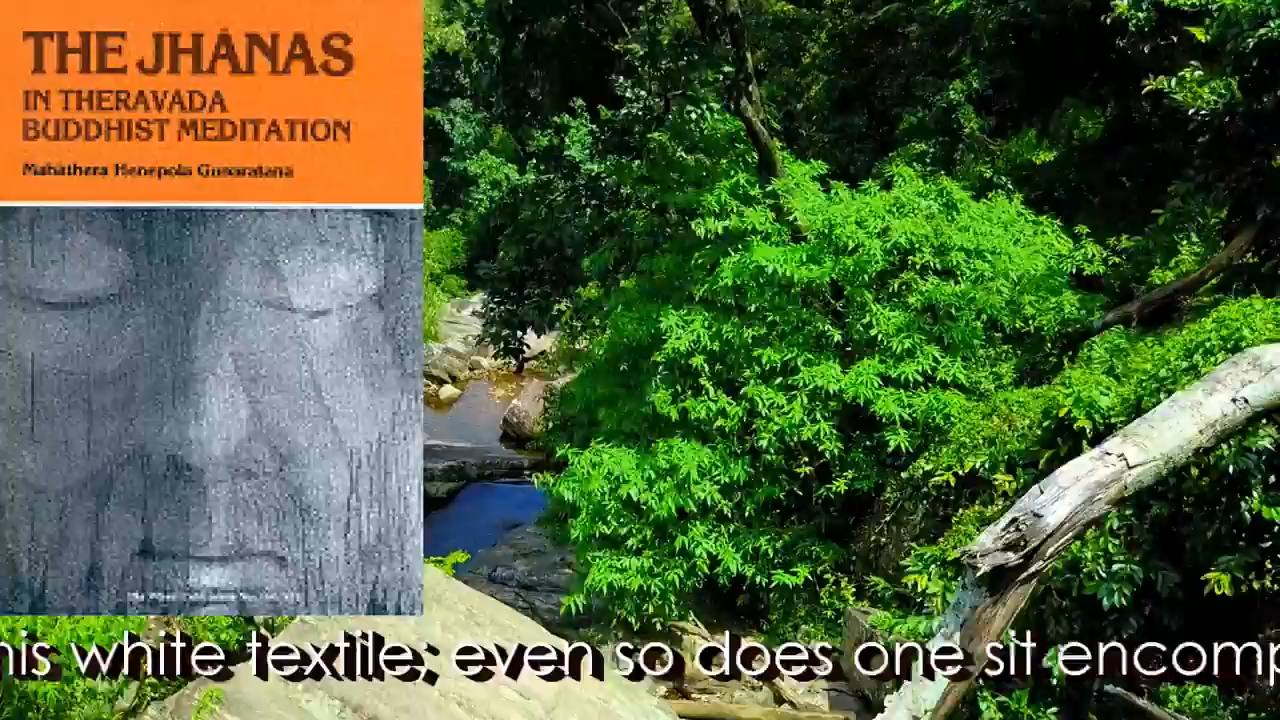 THE JHĀNAS
IN THERAVADA
BUDDHIST MEDITATION
Mahāthera Henepola Gunaratana
his white textile; even so does one sit encomp